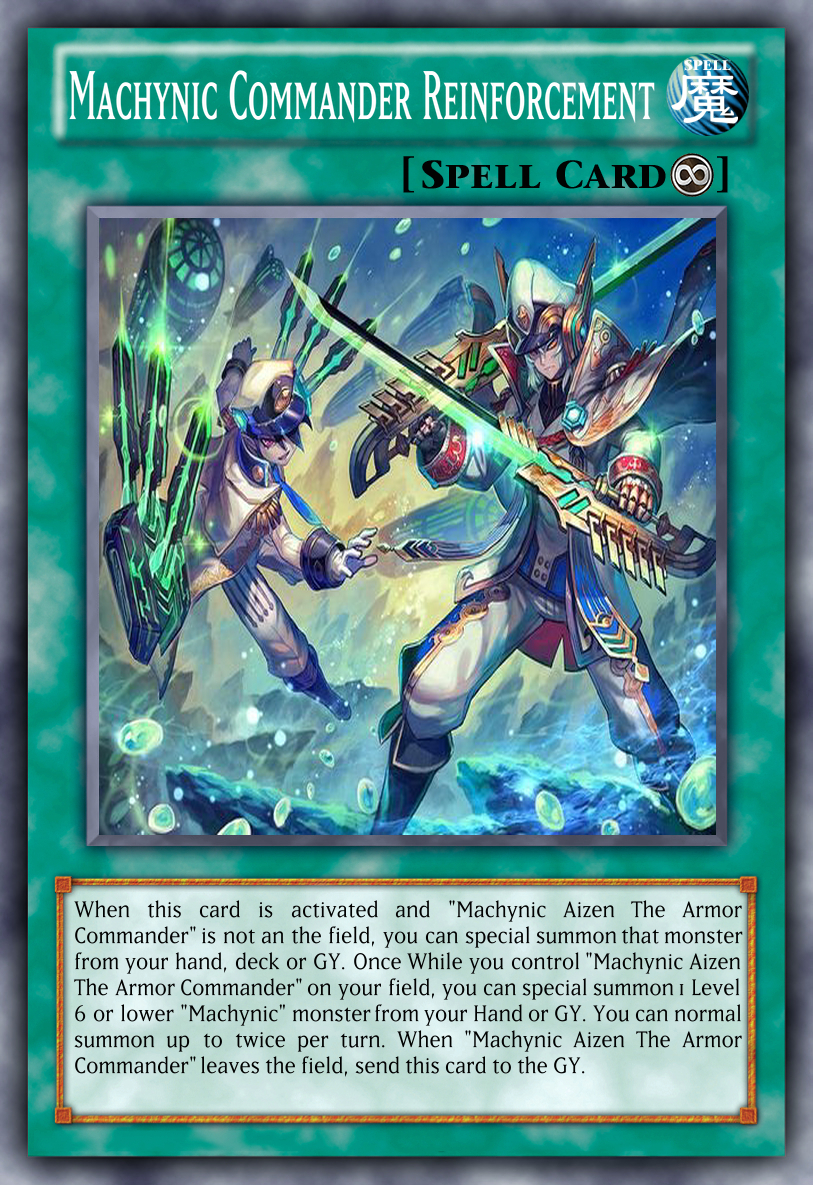 Machynic Commander Reinforcement
SPELL
魔
[Spell Card∞]
When this card is activated and "Machynic Aizen The Armor
Commander" is not an the field, you can special summon that monster
from your hand, deck or GY. Once While you control "Machynic Aizen
The Armor Commander" on your field, you can special summon 1 Level
6 or lower "Machynic" monster from your Hand or GY. You can normal
summon up to twice per turn. When "Machynic Aizen The Armor
Commander" leaves the field, send this card to the GY.